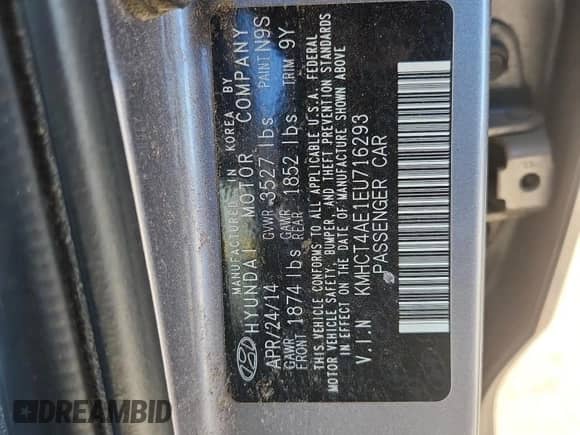 MANUFACTURED IN KOREA BY
HYUNDAI MOTOR COMPANY
APR/24/14 GVWR 3527 lbs PAINT N9S
GAWR FRONT 1874 lbs GAWR REAR 1852 lbs TRIM 9Y
THIS VEHICLE CONFORMS TO ALL APPLICABLE U.S.A. FEDERAL
MOTOR VEHICLE SAFETY, BUMPER, AND THEFT PREVENTION STANDARDS
IN EFFECT ON THE DATE OF MANUFACTURE SHOWN ABOVE
V.I.N KMHCT4AE1EU716293
PASSENGER CAR
DREAMBID